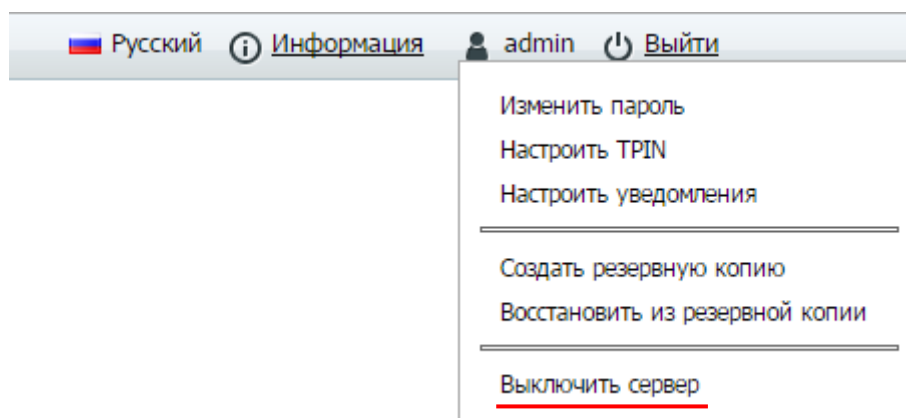 Русский Информация admin Выйти
Изменить пароль
Настроить TPIN
Настроить уведомления
Создать резервную копию
Восстановить из резервной копии
Выключить сервер